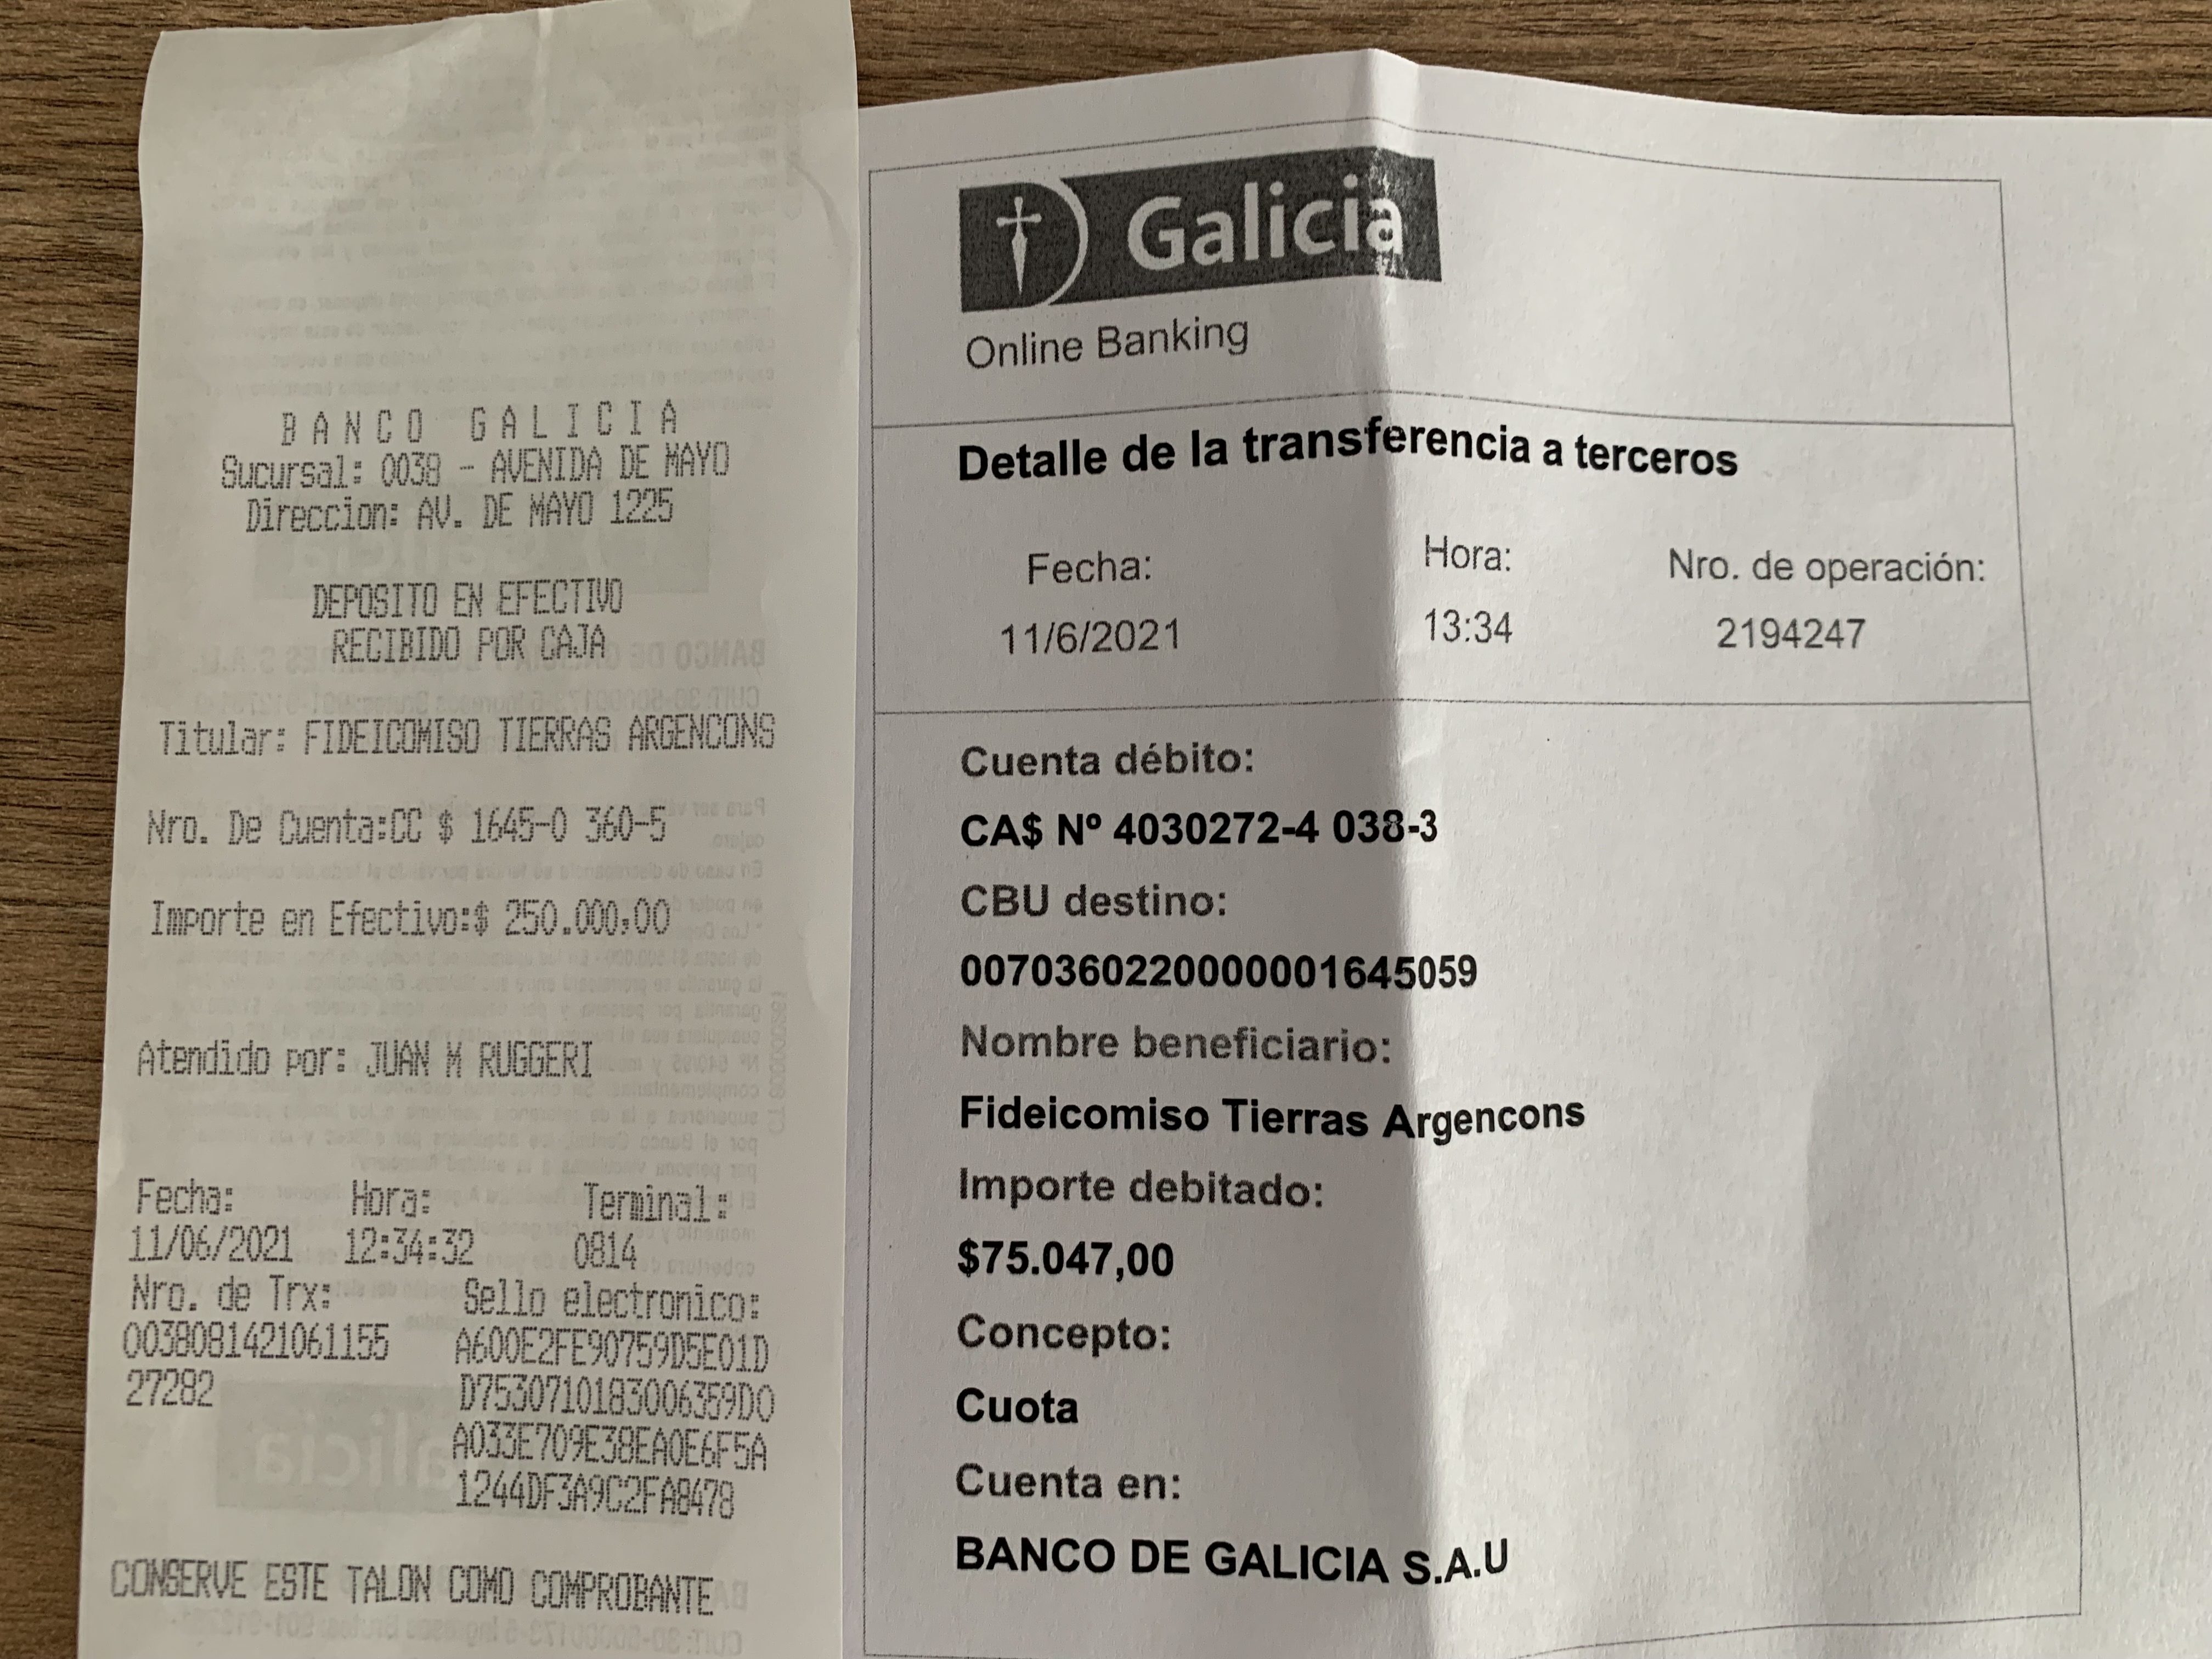 BANCO GALICIA
Sucursal: 0038 - AVENIDA DE MAYO
Direccion: AV. DE MAYO 1225
DEPOSITO EN EFECTIVO
RECIBIDO POR CAJA
Titular: FIDEICOMISO TIERRAS ARGENCONS
Nro. De Cuenta:CC $ 1645-0 360-5
Importe en Efectivo:$ 250.000,00
Atendido por: JUAN M RUGGERI
Fecha: Hora: Terminal:
11/06/2021 12:34:32 0814
Nro. de Trx: Sello electronico:
0038081421061155 A600E2FE90759D5E01D
27282 D7530710183006389D0
A033E709E38EA0E6F5A
1244DF3A9C2FA8478
CONSERVE ESTE TALON COMO COMPROBANTE
Galicia
Online Banking
Detalle de la transferencia a terceros
Fecha: Hora: Nro. de operación:
11/6/2021 13:34 2194247
Cuenta débito:
CA$ Nº 4030272-4 038-3
CBU destino:
0070360220000001645059
Nombre beneficiario:
Fideicomiso Tierras Argencons
Importe debitado:
$75.047,00
Concepto:
Cuota
Cuenta en:
BANCO DE GALICIA S.A.U